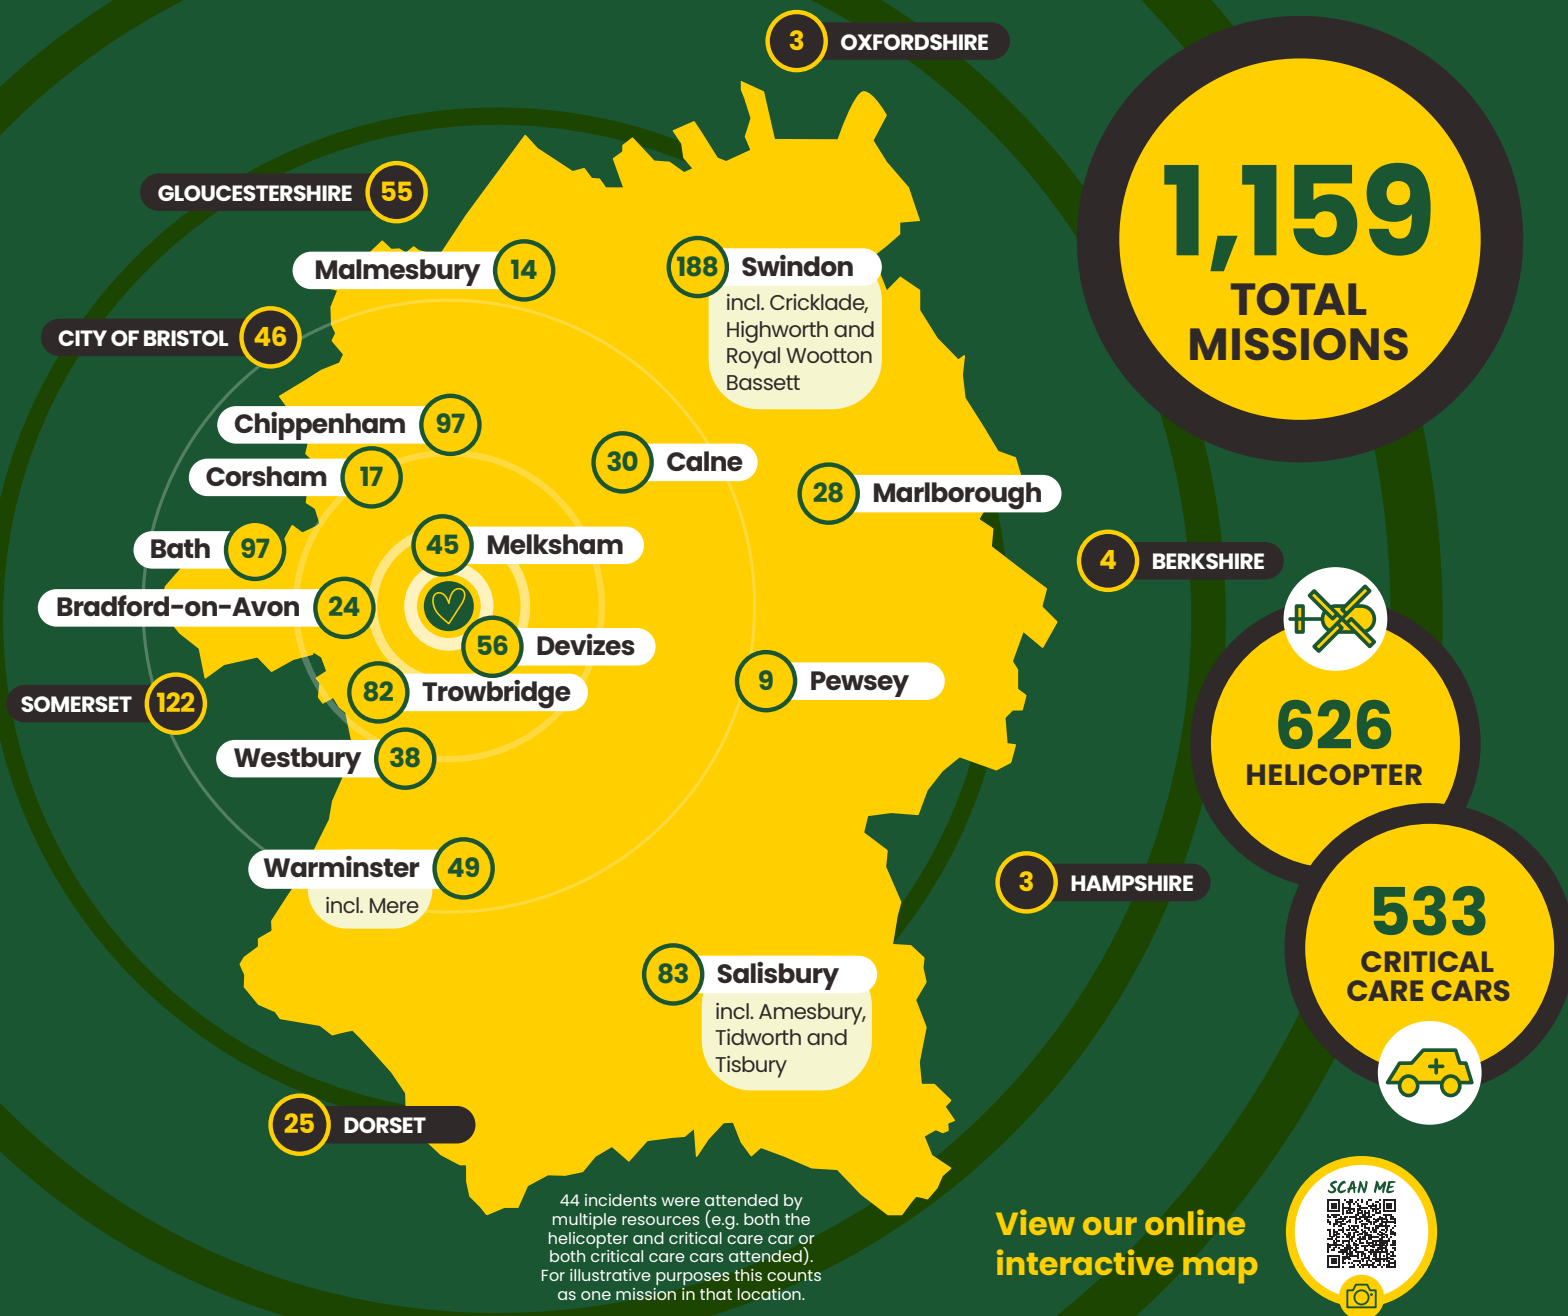 3 OXFORDSHIRE
1,159
TOTAL
MISSIONS
GLOUCESTERSHIRE 55
Malmesbury 14
188 Swindon
incl. Cricklade,
Highworth and
Royal Wootton
Bassett
CITY OF BRISTOL 46
Chippenham 97
Corsham 17
30 Calne
28 Marlborough
Bath 97
45 Melksham
4 BERKSHIRE
Bradford-on-Avon 24
56 Devizes
SOMERSET 122
82 Trowbridge
9 Pewsey
Westbury 38
626
HELICOPTER
Warminster 49
incl. Mere
3 HAMPSHIRE
533
CRITICAL
CARE CARS
83 Salisbury
incl. Amesbury,
Tidworth and
Tisbury
25 DORSET
44 incidents were attended by
multiple resources (e.g. both the
helicopter and critical care car or
both critical care cars attended).
For illustrative purposes this counts
as one mission in that location.
View our online
interactive map
SCAN ME